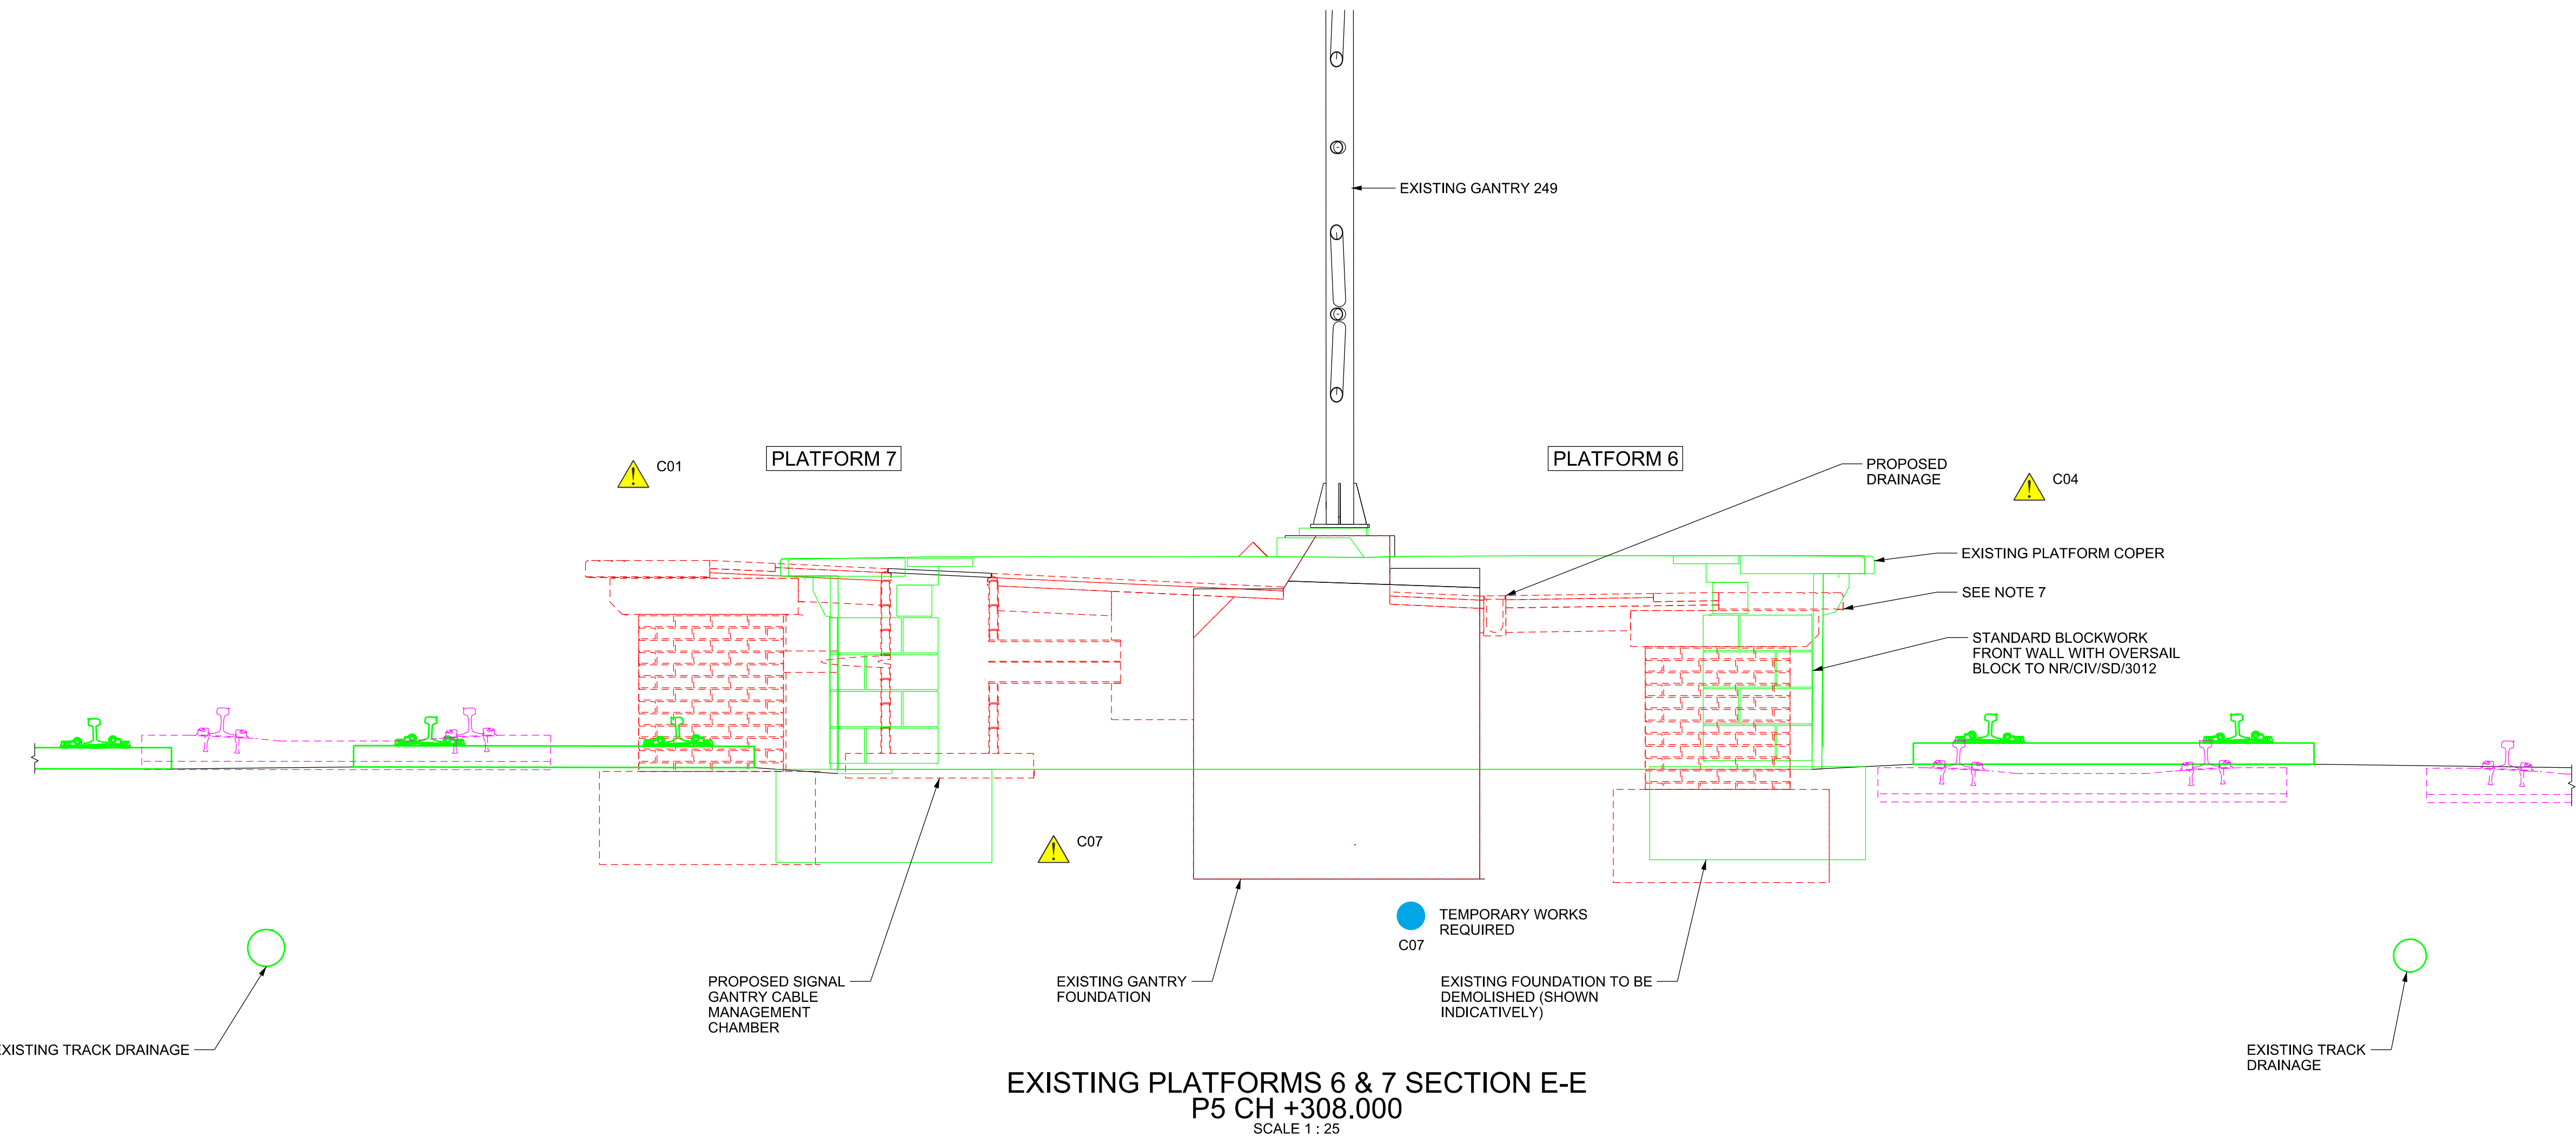 EXISTING GANTRY 249
C01
PLATFORM 7
PLATFORM 6
PROPOSED
DRAINAGE
C04
EXISTING PLATFORM COPER
SEE NOTE 7
STANDARD BLOCKWORK
FRONT WALL WITH OVERSAIL
BLOCK TO NR/CIV/SD/3012
C07
TEMPORARY WORKS
REQUIRED
C07
PROPOSED SIGNAL
GANTRY CABLE
MANAGEMENT
CHAMBER
EXISTING GANTRY
FOUNDATION
EXISTING FOUNDATION TO BE
DEMOLISHED (SHOWN
INDICATIVELY)
EXISTING TRACK DRAINAGE
EXISTING TRACK
DRAINAGE
EXISTING PLATFORMS 6 & 7 SECTION E-E
P5 CH +308.000
SCALE 1 : 25